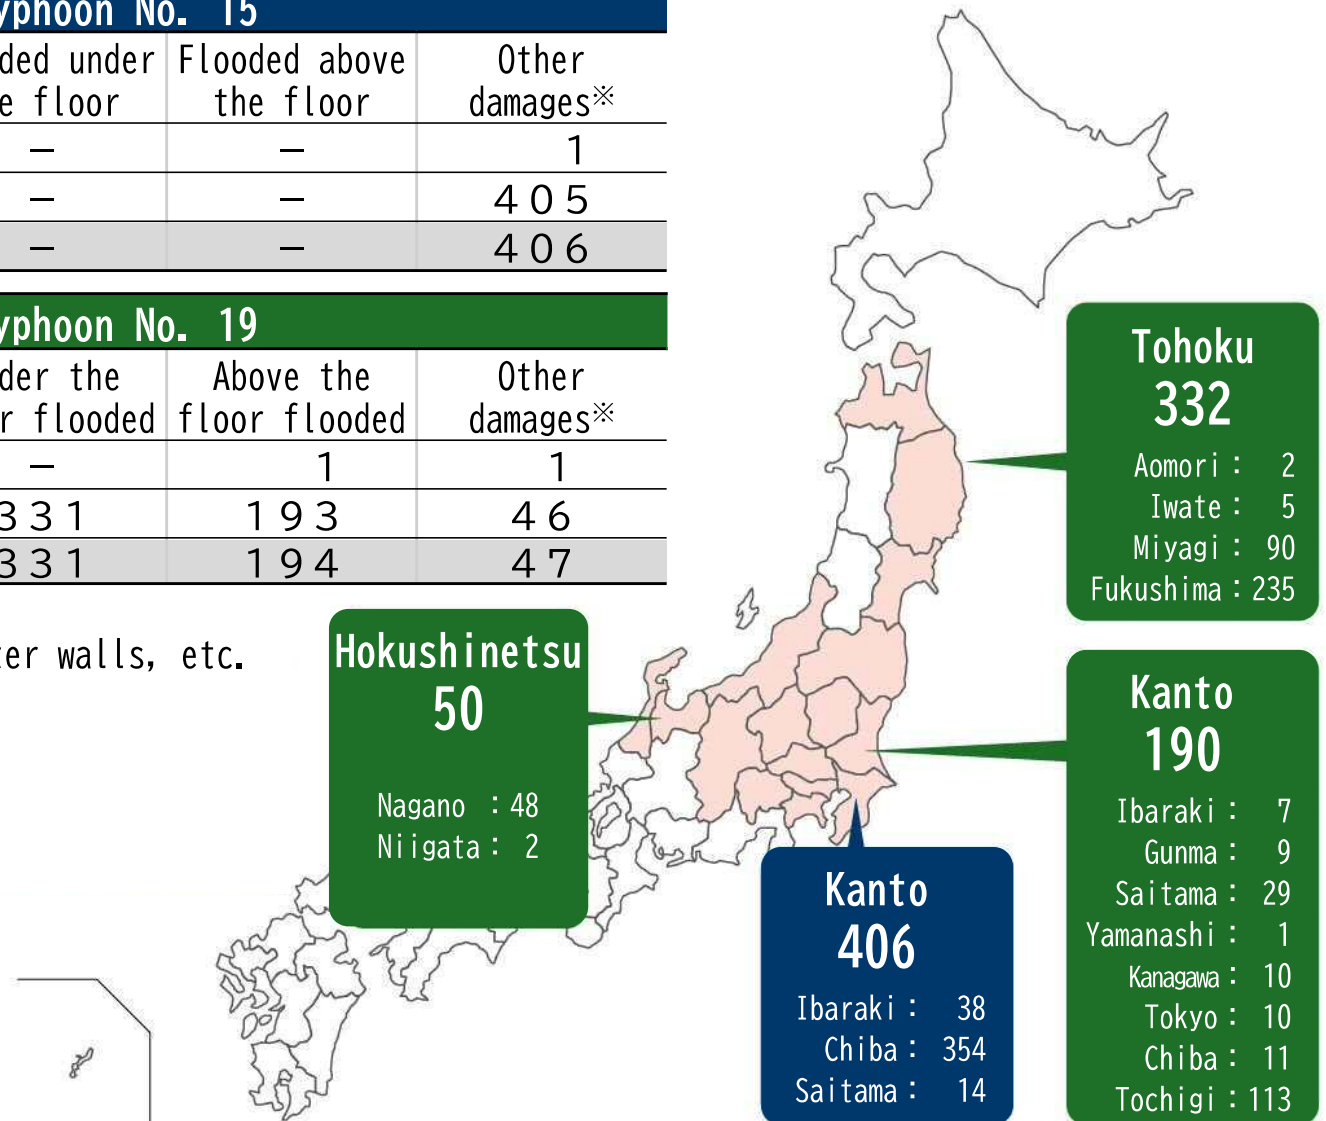 yphoon No. 15
ded under Flooded above Other
e floor the floor damages※
– – 1
– – 405
– – 406
yphoon No. 19
der the Above the Other
r flooded floor flooded damages※
– 1 1
331 193 46
331 194 47
ter walls, etc.
Hokushinetsu
50
Nagano : 48
Niigata : 2
Tohoku
332
Aomori : 2
Iwate : 5
Miyagi : 90
Fukushima : 235
Kanto
190
Ibaraki : 7
Gunma : 9
Saitama : 29
Yamanashi : 1
Kanagawa : 10
Tokyo : 10
Chiba : 11
Tochigi : 113
Kanto
406
Ibaraki : 38
Chiba : 354
Saitama : 14